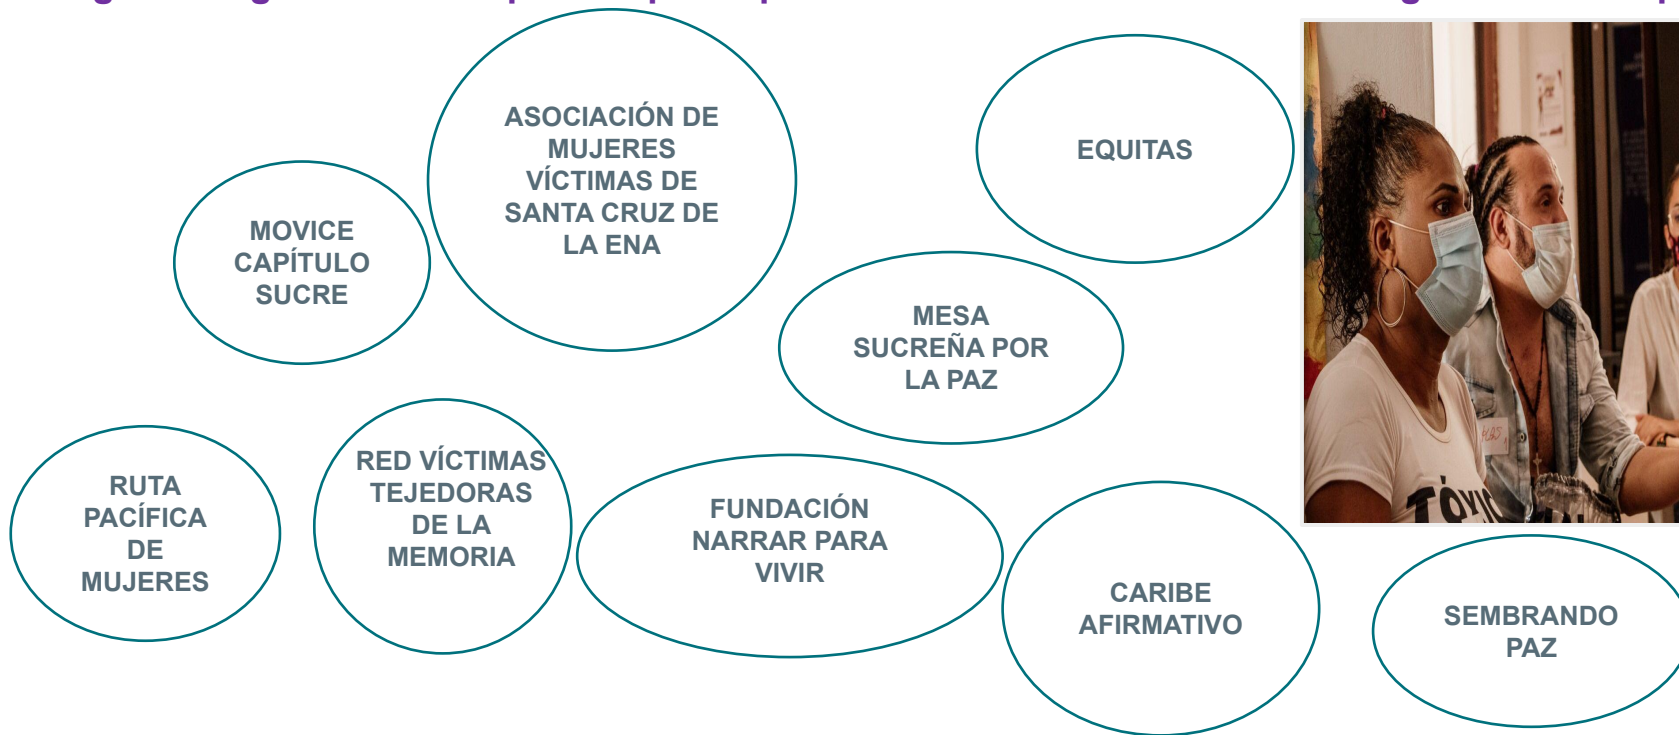 ASOCIACIÓN DE
MUJERES
VÍCTIMAS DE
SANTA CRUZ DE
LA ENA
EQUITAS
MOVICE
CAPÍTULO
SUCRE
MESA
SUCREÑA POR
LA PAZ
RUTA
PACÍFICA
DE
MUJERES
RED VÍCTIMAS
TEJEDORAS
DE LA
MEMORIA
FUNDACIÓN
NARRAR PARA
VIVIR
CARIBE
AFIRMATIVO
SEMBRANDO
PAZ